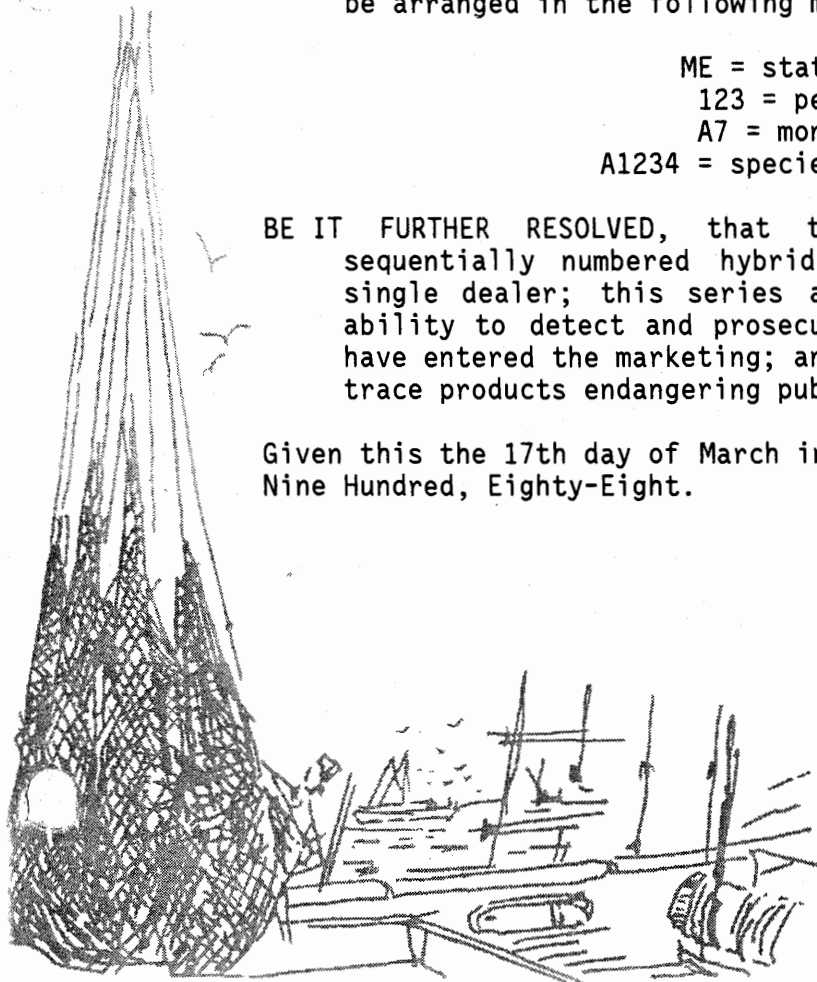 be arranged in the following
ME = stat
123 = pe
A7 = mor
A1234 = specie
BE IT FURTHER RESOLVED, that t
sequentially numbered hybrid
single dealer; this series a
ability to detect and prosecu
have entered the marketing; an
trace products endangering pub
Given this the 17th day of March in
Nine Hundred, Eighty-Eight.